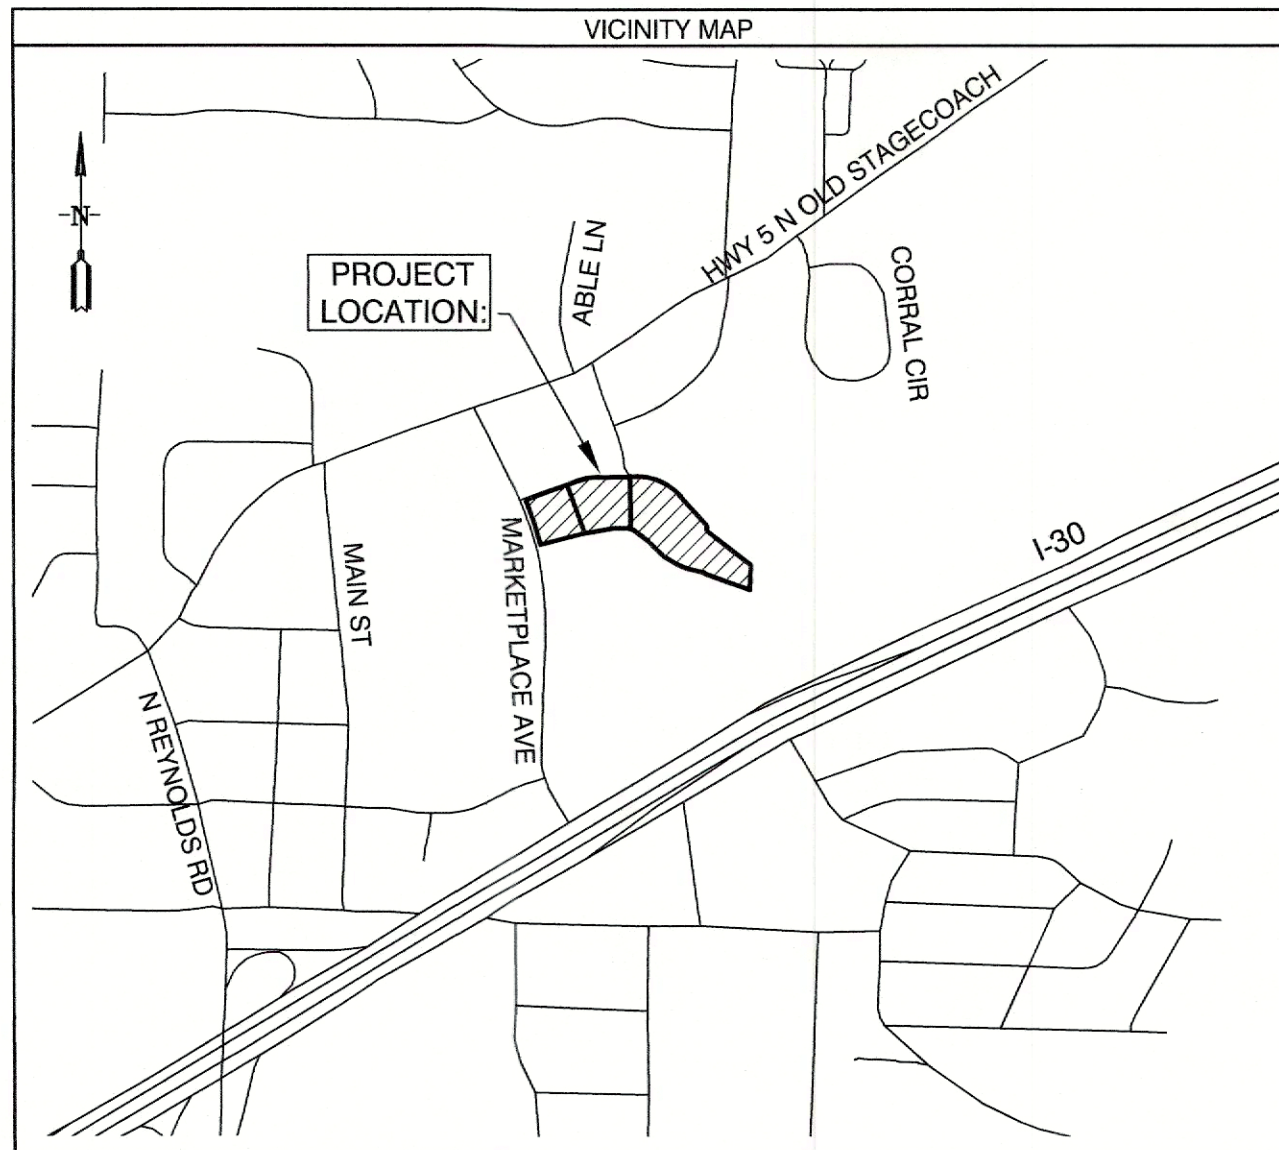 VICINITY MAP
HWY 5 N OLD STAGECOACH
-N-
ABLE LN
PROJECT
LOCATION:
CORRAL CIR
I-30
MAIN ST
MARKETPLACE AVE
N REYNOLDS RD